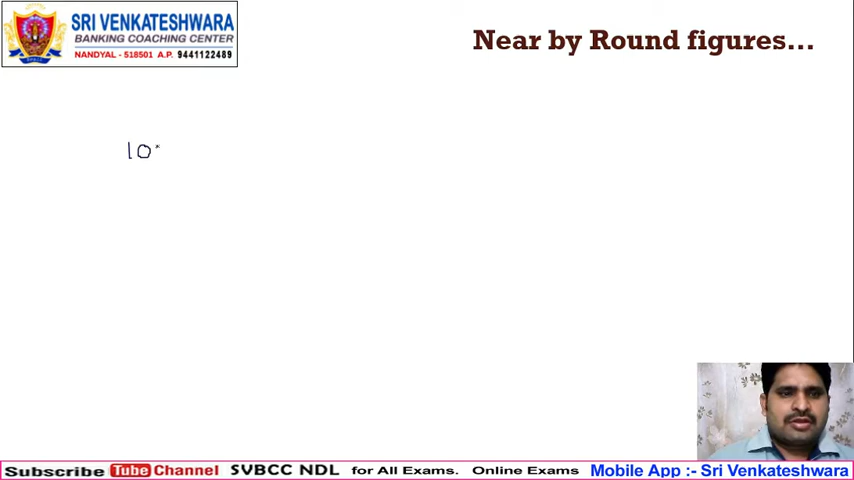 SRI VENKATESHWARA
BANKING COACHING CENTER
NANDYAL - 518501 A.P. 9441122489
Near by Round figures...
10
Subscribe Tube Channel SVBCC NDL for All Exams. Online Exams Mobile App :- Sri Venkateshwara